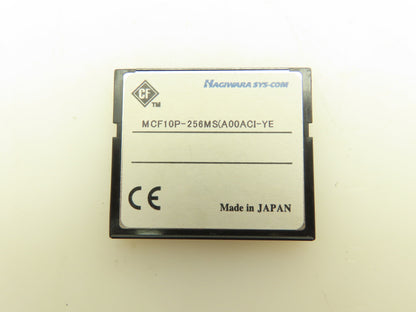 CF TM HAGIWARA SYS-COM
MCF10P-256MS(A00ACI-YE
CE Made in JAPAN